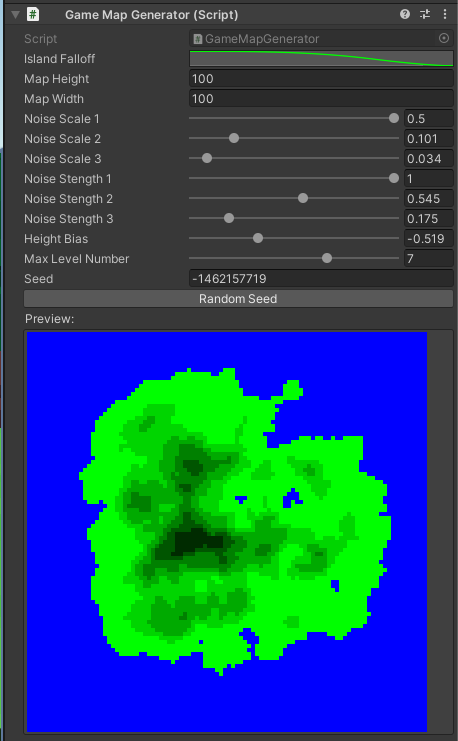 Game Map Generator (Script)
Script GameMapGenerator
Island Falloff
Map Height 100
Map Width 100
Noise Scale 1 0.5
Noise Scale 2 0.101
Noise Scale 3 0.034
Noise Stength 1 1
Noise Stength 2 0.545
Noise Stength 3 0.175
Height Bias -0.519
Max Level Number 7
Seed -1462157719
Random Seed
Preview: